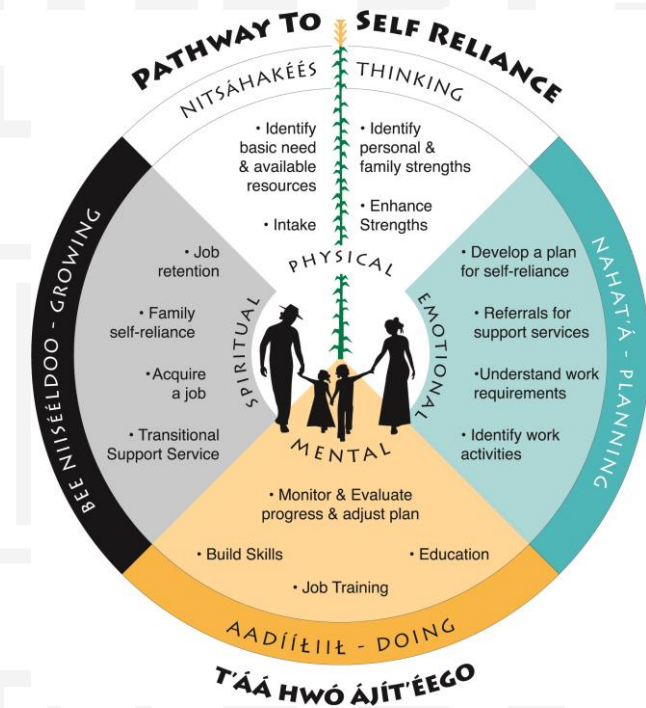 PATHWAY TO SELF RELIANCE
NITSÁHAKÉÉS THINKING
• Identify
basic need
& available
resources
• Intake
• Identify
personal &
family strengths
• Enhance
Strengths
PHYSICAL
NAHAT'Á - PLANNING
• Develop a plan
for self-reliance
• Referrals for
support services
• Understand work
requirements
• Identify work
activities
EMOTIONAL
MENTAL
• Monitor & Evaluate
progress & adjust plan
• Build Skills
• Education
• Job Training
AADÍÍŁIIŁ - DOING
BEE NIISÉÉLDOO - GROWING
• Job
retention
• Family
self-reliance
• Acquire
a job
• Transitional
Support Service
SPIRITUAL
T'ÁÁ HWÓ ÁJÍT'ÉEGO